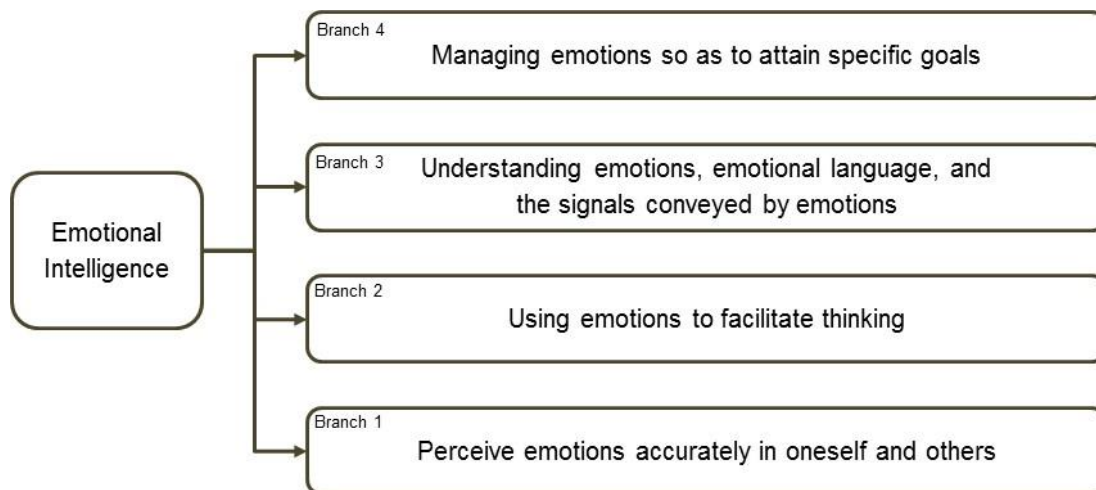 Branch 4
Managing emotions so as to attain specific goals
Branch 3
Understanding emotions, emotional language, and
the signals conveyed by emotions
Emotional
Intelligence
Branch 2
Using emotions to facilitate thinking
Branch 1
Perceive emotions accurately in oneself and others